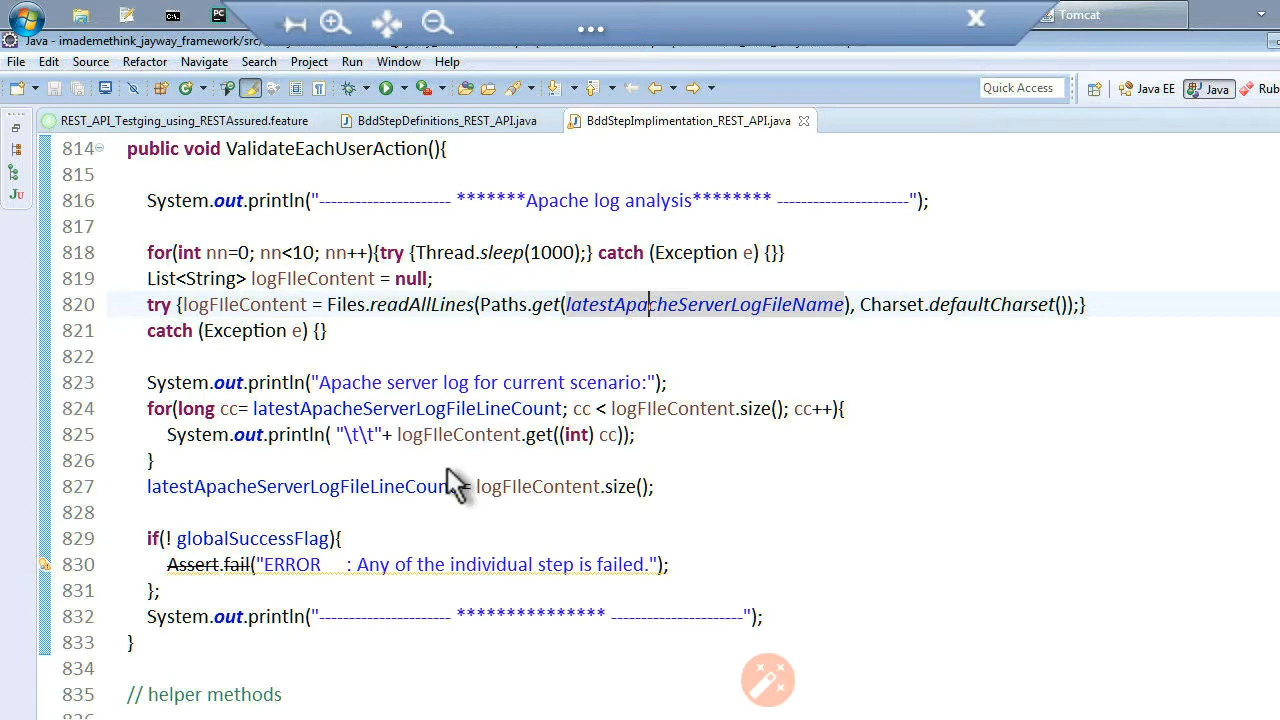 Tomcat
Java - imademethink_jayway_framework/src/
File Edit Source Refactor Navigate Search Project Run Window Help
Quick Access Java EE Java Rub
REST_API_Testging_using_RESTAssured.feature BddStepDefinitions_REST_API.java BddStepImplimentation_REST_API.java
814 public void ValidateEachUserAction(){
815
816 System.out.println("---------------------- *******Apache log analysis******** ----------------------");
817
818 for(int nn=0; nn<10; nn++){try {Thread.sleep(1000);} catch (Exception e) {}}
819 List<String> logFIleContent = null;
820 try {logFIleContent = Files.readAllLines(Paths.get(latestApacheServerLogFileName), Charset.defaultCharset());}
821 catch (Exception e) {}
822
823 System.out.println("Apache server log for current scenario:");
824 for(long cc= latestApacheServerLogFileLineCount; cc < logFIleContent.size(); cc++){
825 System.out.println( "\t\t"+ logFIleContent.get((int) cc));
826 }
827 latestApacheServerLogFileLineCount = logFIleContent.size();
828
829 if(! globalSuccessFlag){
830 Assert.fail("ERROR : Any of the individual step is failed.");
831 };
832 System.out.println("---------------------- *************** ----------------------");
833 }
834
835 // helper methods